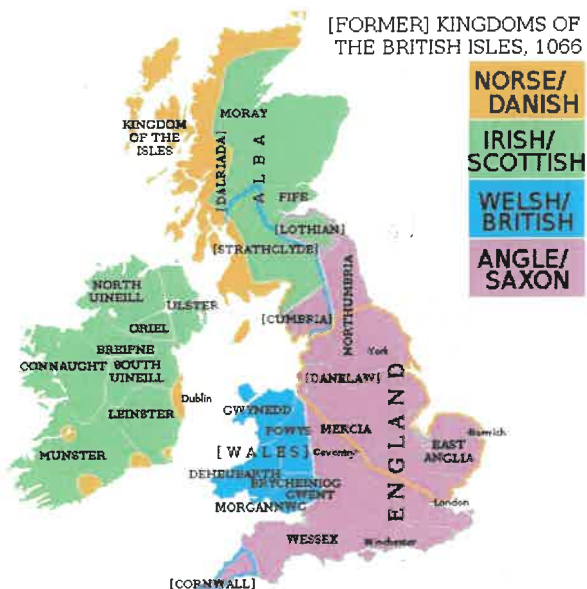 [FORMER] KINGDOMS OF
THE BRITISH ISLES, 1066
NORSE/
DANISH
IRISH/
SCOTTISH
WELSH/
BRITISH
ANGLE/
SAXON
MORAY
KINGDOM
OF THE
ISLES
[DALRIADA]
ALBA
FIFE
[LOTHIAN]
[STRATHCLYDE]
NORTHUMBRIA
[CUMBRIA]
NORTH
UINEILL
ULSTER
ORIEL
BREIFNE
CONNAUGHT
SOUTH
UINEILL
LEINSTER
Dublin
MUNSTER
York
[DANELAW]
ENGLAND
GWYNEDD
POWYS
MERCIA
[WALES]
Coventry
EAST
ANGLIA
Norwich
DEHEUBARTH
BRYCHEINIOG
GWENT
MORGANNWG
London
WESSEX
Winchester
[CORNWALL]